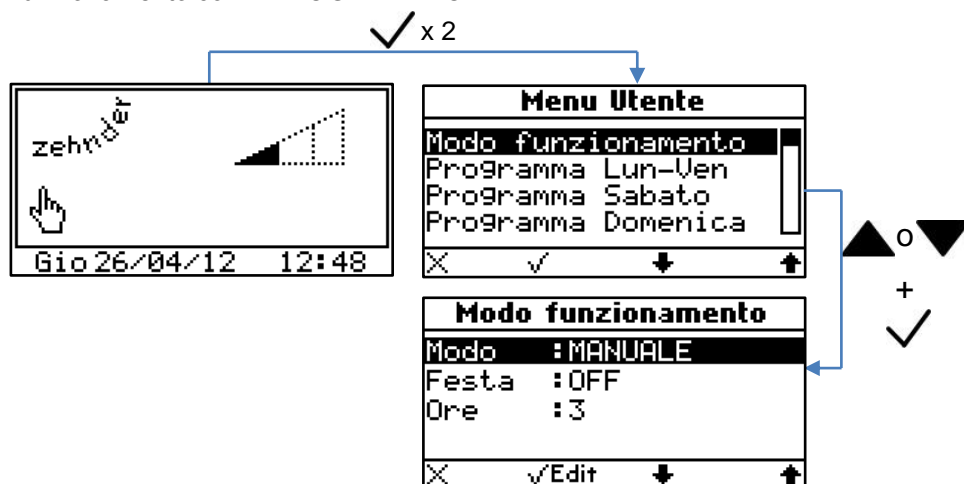 x 2
zehnder
Gio 26/04/12 12:48
Menu Utente
Modo funzionamento
Programma Lun-Ven
Programma Sabato
Programma Domenica
o
+
Modo funzionamento
Modo :MANUALE
Festa :OFF
Ore :3
Edit